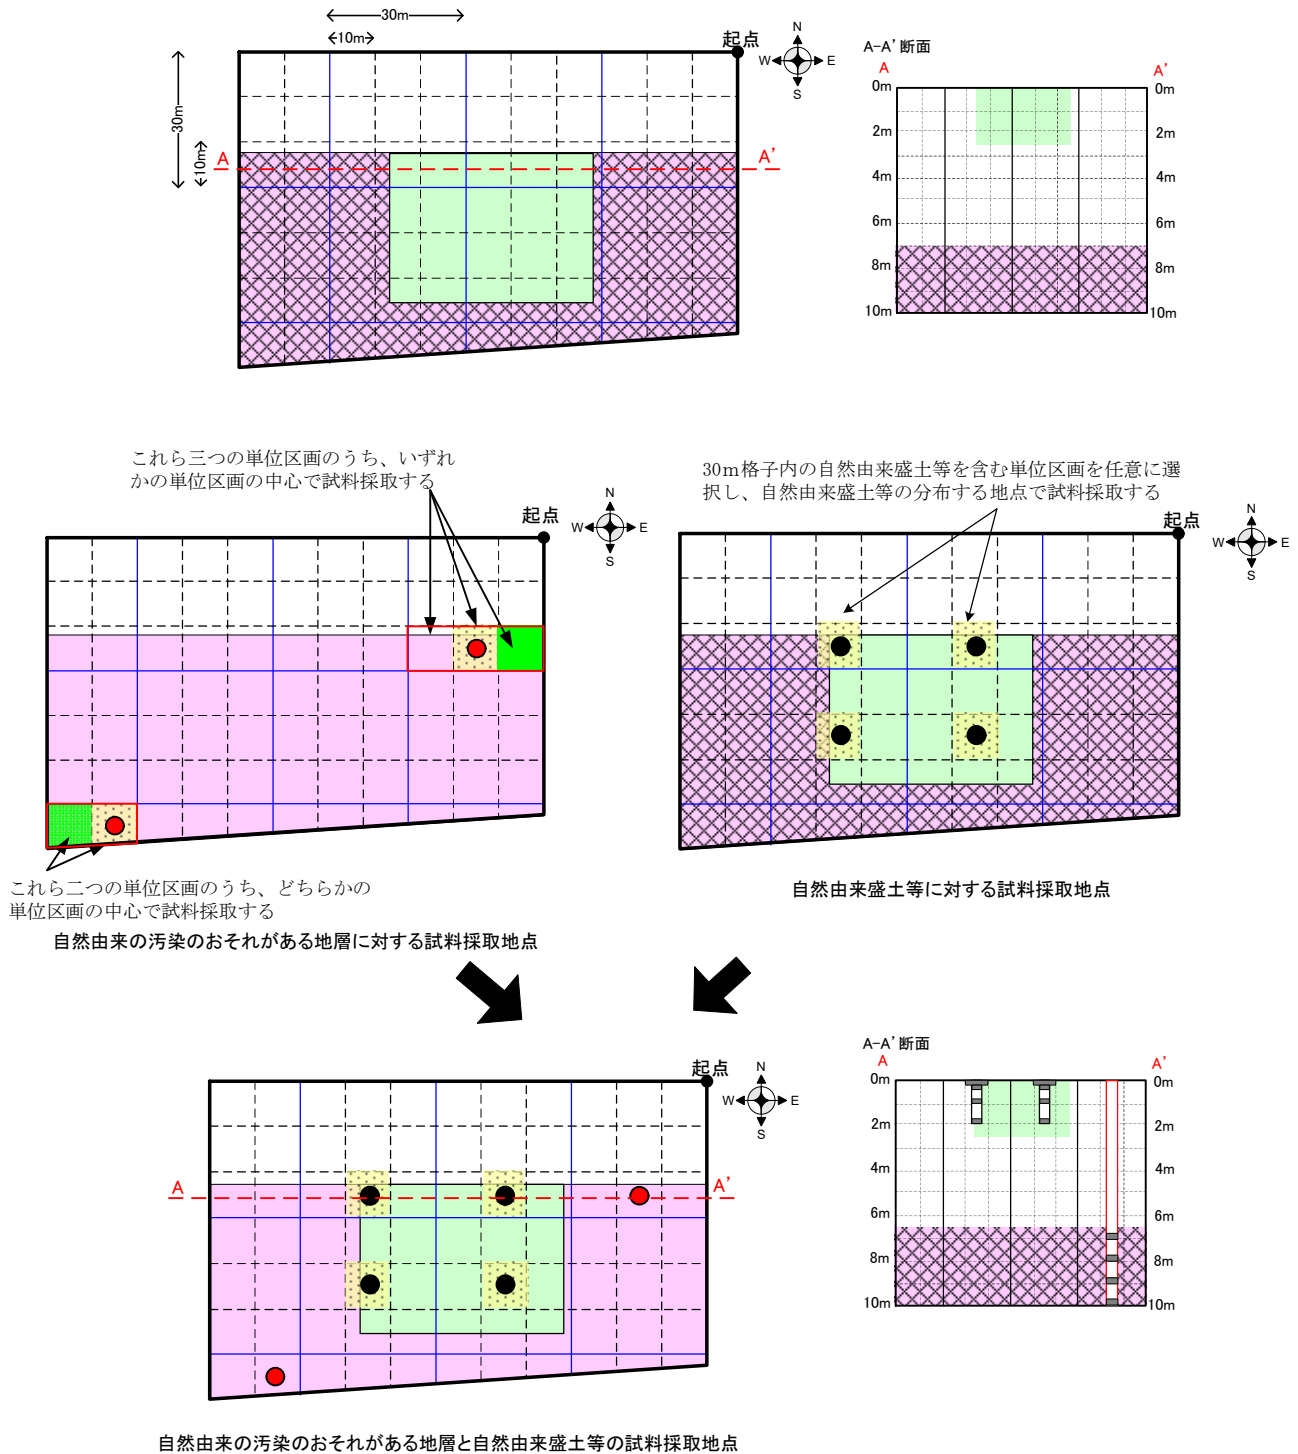 30m
10m
起点
N
W
E
S
30m
10m
A
A'
A-A'断面
A
A'
0m
0m
2m
2m
4m
4m
6m
6m
8m
8m
10m
10m
これら三つの単位区画のうち、いずれ
かの単位区画の中心で試料採取する
起点
N
W
E
S
これら二つの単位区画のうち、どちらかの
単位区画の中心で試料採取する
自然由来の汚染のおそれがある地層に対する試料採取地点
30m格子内の自然由来盛土等を含む単位区画を任意に選
択し、自然由来盛土等の分布する地点で試料採取する
起点
N
W
E
S
自然由来盛土等に対する試料採取地点
起点
N
W
E
S
A
A'
A-A'断面
A
A'
0m
0m
2m
2m
4m
4m
6m
6m
8m
8m
10m
10m
自然由来の汚染のおそれがある地層と自然由来盛土等の試料採取地点